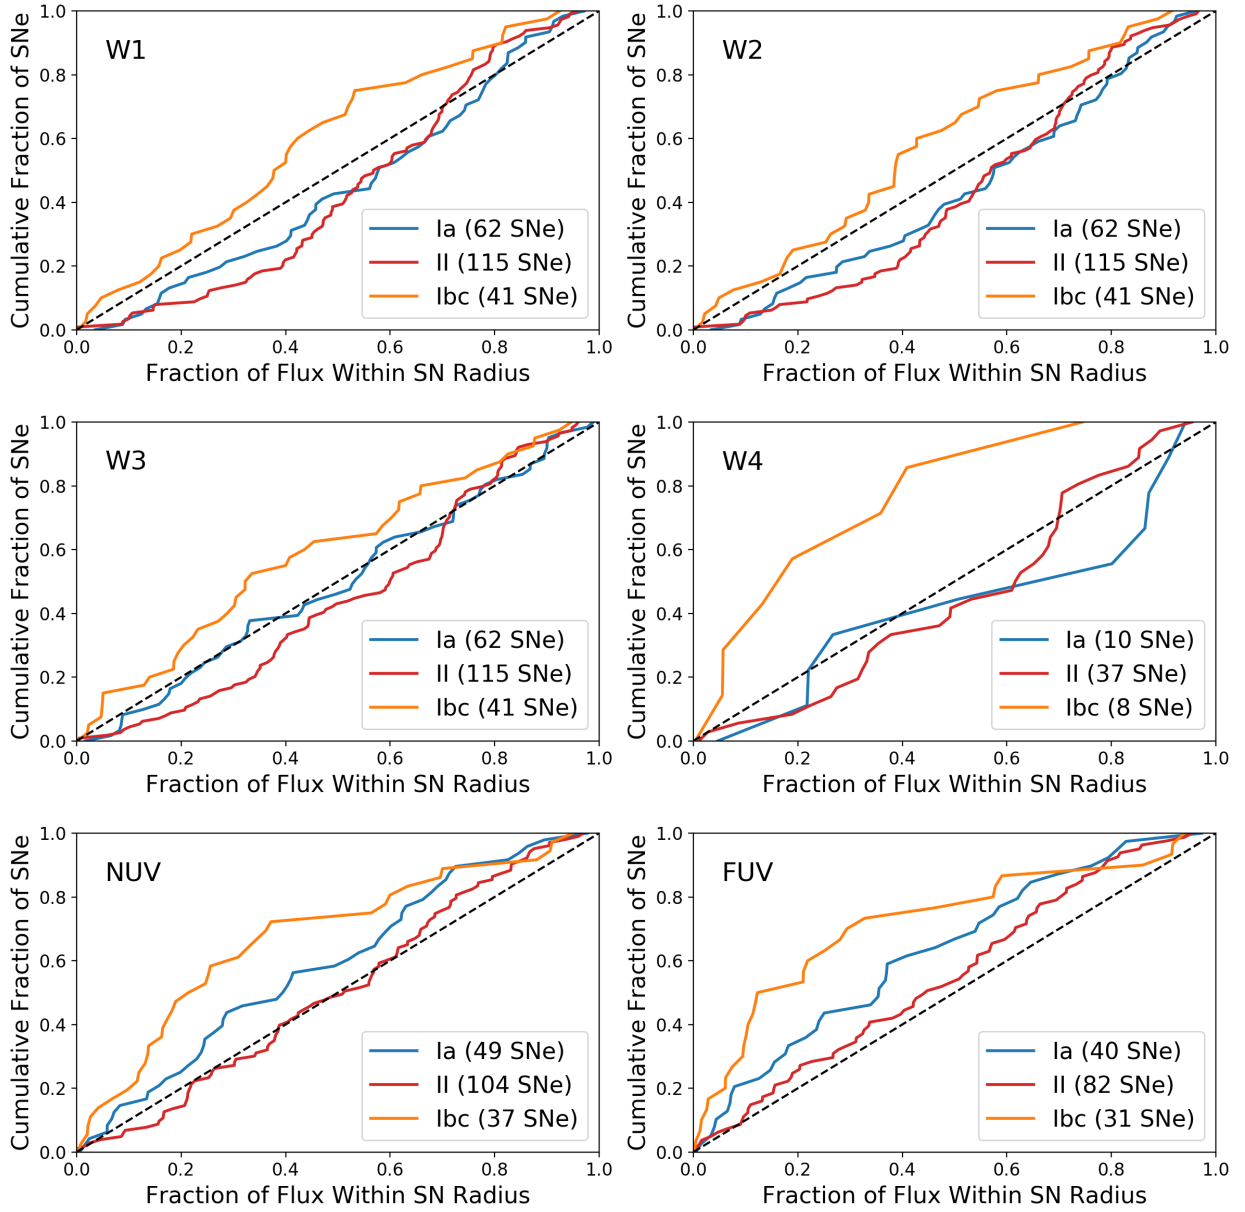 W1
Cumulative Fraction of SNe
1.0
0.8
0.6
0.4
0.2
0.0
Ia (62 SNe)
II (115 SNe)
Ibc (41 SNe)
0.0 0.2 0.4 0.6 0.8 1.0
Fraction of Flux Within SN Radius
W2
Cumulative Fraction of SNe
1.0
0.8
0.6
0.4
0.2
0.0
Ia (62 SNe)
II (115 SNe)
Ibc (41 SNe)
0.0 0.2 0.4 0.6 0.8 1.0
Fraction of Flux Within SN Radius
W3
Cumulative Fraction of SNe
1.0
0.8
0.6
0.4
0.2
0.0
Ia (62 SNe)
II (115 SNe)
Ibc (41 SNe)
0.0 0.2 0.4 0.6 0.8 1.0
Fraction of Flux Within SN Radius
W4
Cumulative Fraction of SNe
1.0
0.8
0.6
0.4
0.2
0.0
Ia (10 SNe)
II (37 SNe)
Ibc (8 SNe)
0.0 0.2 0.4 0.6 0.8 1.0
Fraction of Flux Within SN Radius
NUV
Cumulative Fraction of SNe
1.0
0.8
0.6
0.4
0.2
0.0
Ia (49 SNe)
II (104 SNe)
Ibc (37 SNe)
0.0 0.2 0.4 0.6 0.8 1.0
Fraction of Flux Within SN Radius
FUV
Cumulative Fraction of SNe
1.0
0.8
0.6
0.4
0.2
0.0
Ia (40 SNe)
II (82 SNe)
Ibc (31 SNe)
0.0 0.2 0.4 0.6 0.8 1.0
Fraction of Flux Within SN Radius